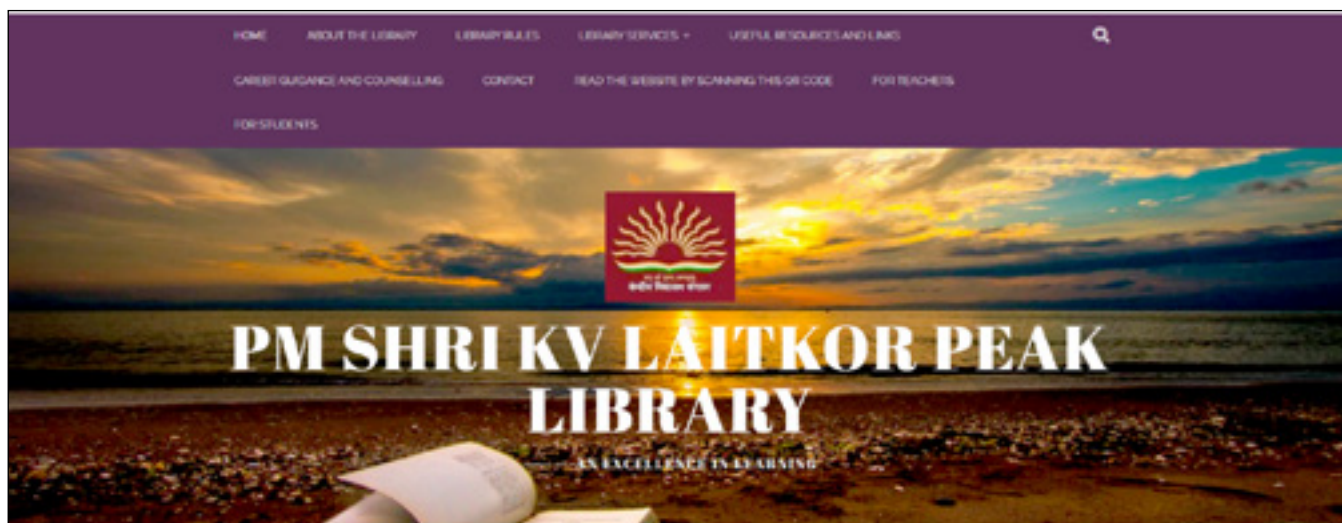 HOME ABOUT THE LIBRARY LIBRARY RULES LIBRARY SERVICES USEFUL RESOURCES AND LINKS
CAREER GUIDANCE AND COUNSELLING CONTACT READ THE WEBSITE BY SCANNING THIS QR CODE FOR TEACHERS
FOR STUDENTS
केन्द्रीय विद्यालय संगठन
PM SHRI KV LAITKOR PEAK
LIBRARY
AN EXCELLENCE IN LEARNING